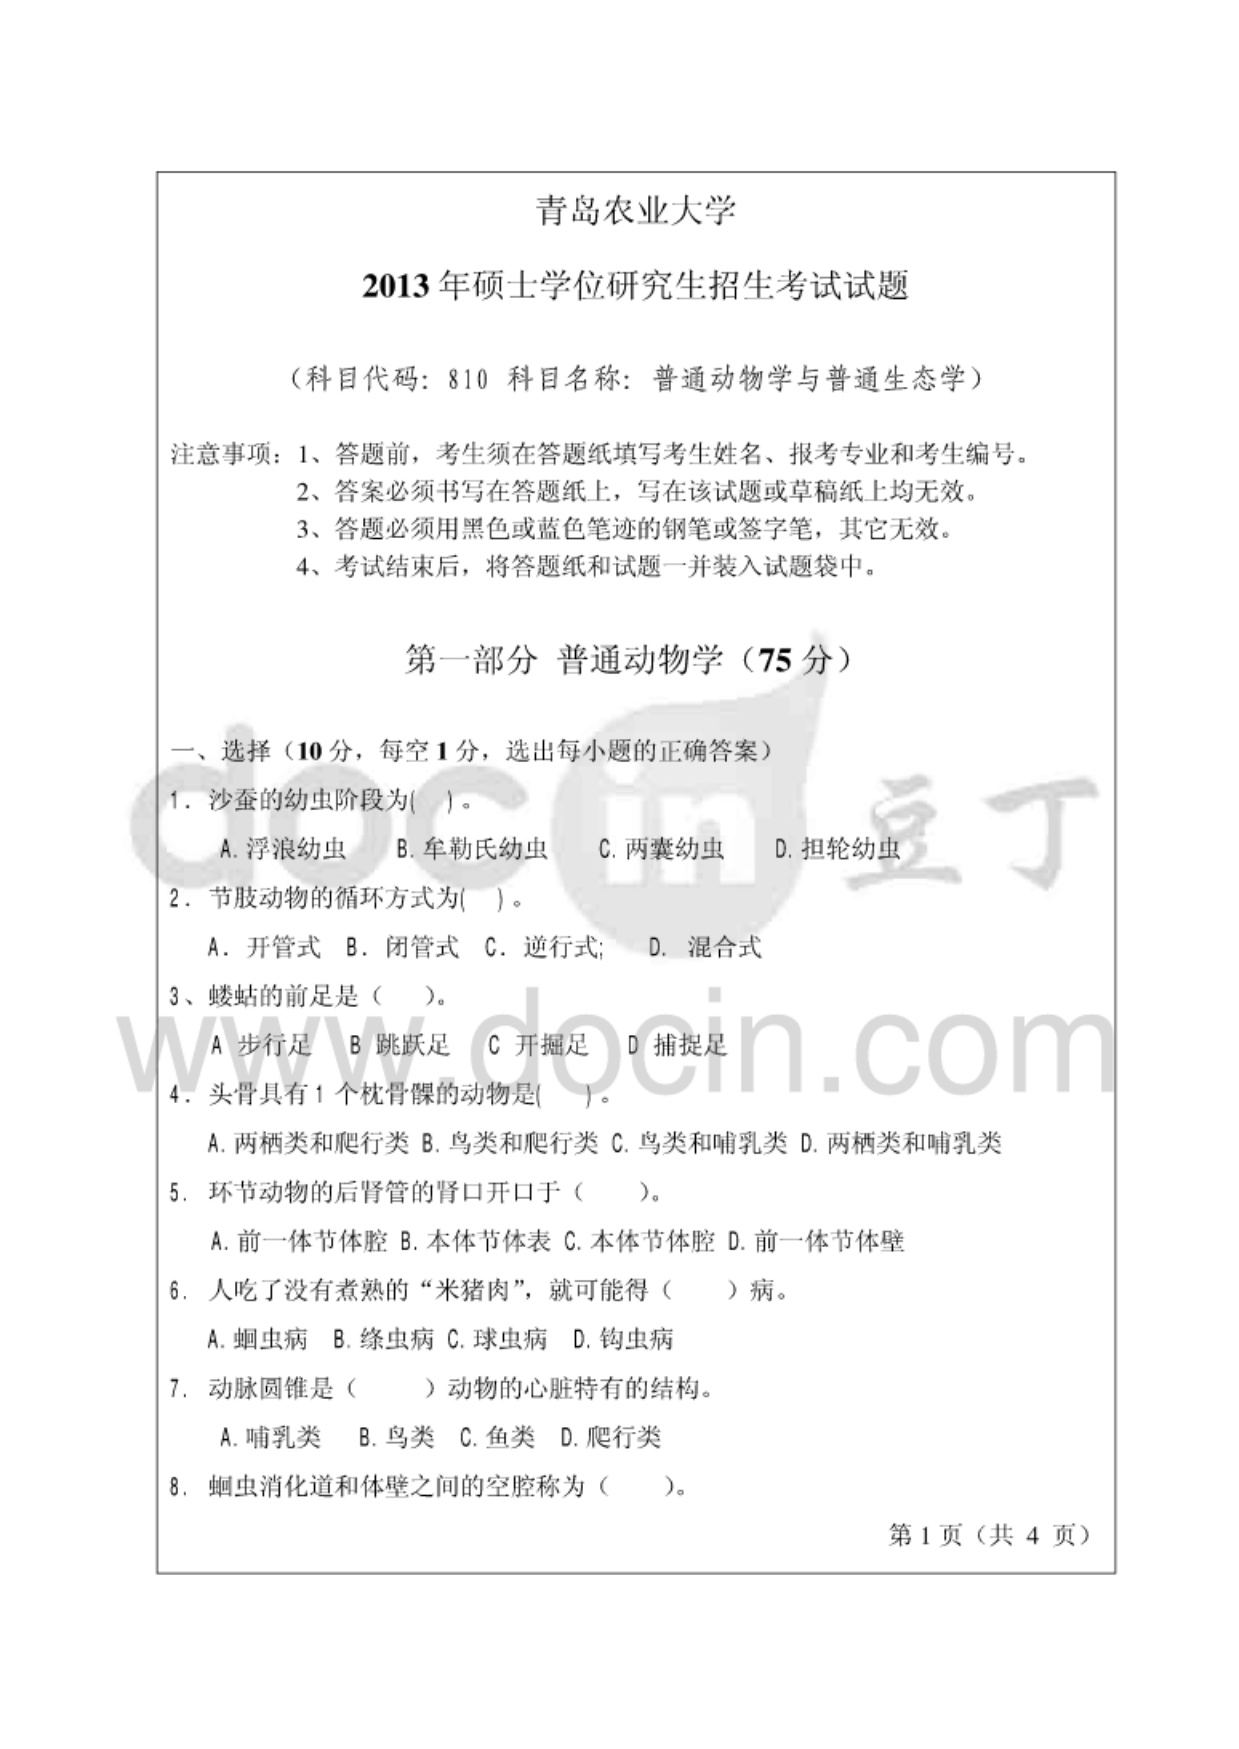 青岛农业大学
2013 年硕士学位研究生招生考试试题
（科目代码: 810 科目名称: 普通动物学与普通生态学）
注意事项: 1、答题前，考生须在答题纸填写考生姓名、报考专业和考生编号。
2、答案必须书写在答题纸上，写在该试题或草稿纸上均无效。
3、答题必须用黑色或蓝色笔迹的钢笔或签字笔，其它无效。
4、考试结束后，将答题纸和试题一并装入试题袋中。
第一部分 普通动物学（75 分）
一、选择（10 分，每空 1 分，选出每小题的正确答案）
1. 沙蚕的幼虫阶段为(   )。
A.浮浪幼虫 B.牟勒氏幼虫 C.两囊幼虫 D.担轮幼虫
2. 节肢动物的循环方式为(   )。
A. 开管式 B. 闭管式 C. 逆行式; D. 混合式
3、蝼蛄的前足是（   ）。
A 步行足 B 跳跃足 C 开掘足 D 捕捉足
4. 头骨具有 1 个枕骨髁的动物是(   )。
A.两栖类和爬行类 B.鸟类和爬行类 C.鸟类和哺乳类 D.两栖类和哺乳类
5. 环节动物的后肾管的肾口开口于（   ）。
A.前一体节体腔 B.本体节体表 C.本体节体腔 D.前一体节体壁
6. 人吃了没有煮熟的“米猪肉”，就可能得（   ）病。
A.蛔虫病 B.绦虫病 C.球虫病 D.钩虫病
7. 动脉圆锥是（   ）动物的心脏特有的结构。
A.哺乳类 B.鸟类 C.鱼类 D.爬行类
8. 蛔虫消化道和体壁之间的空腔称为（   ）。
第 1 页（共 4 页）
docin 豆丁
www.docin.com